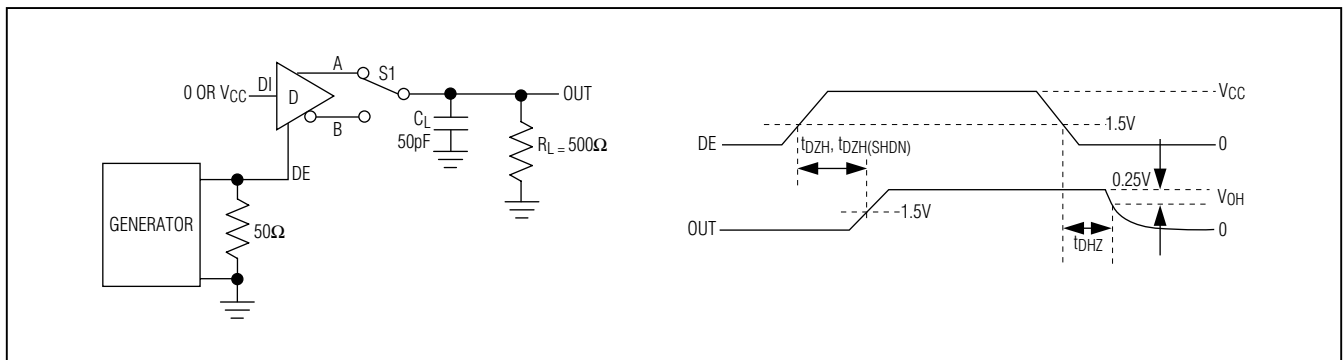 A
S1
0 OR VCC
DI
D
OUT
CL
50pF
B
RL = 500Ω
DE
GENERATOR
50Ω
VCC
1.5V
DE
0
tDZH, tDZH(SHDN)
0.25V
VOH
1.5V
OUT
0
tDHZ